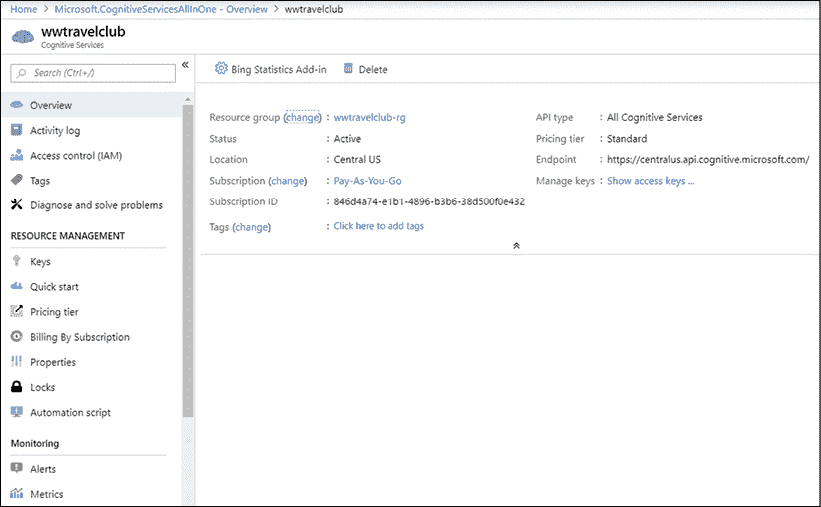 Home > Microsoft.CognitiveServicesAllInOne - Overview > wwtravelclub
wwtravelclub
Cognitive Services
Search (Ctrl+/)
«
Overview
Activity log
Access control (IAM)
Tags
Diagnose and solve problems
RESOURCE MANAGEMENT
Keys
Quick start
Pricing tier
Billing By Subscription
Properties
Locks
Automation script
Monitoring
Alerts
Metrics
Bing Statistics Add-in Delete
Resource group (change) : wwtravelclub-rg
Status : Active
Location : Central US
Subscription (change) : Pay-As-You-Go
Subscription ID : 846d4a74-e1b1-4896-b3b6-38d500f0e432
Tags (change) : Click here to add tags
API type : All Cognitive Services
Pricing tier : Standard
Endpoint : https://centralus.api.cognitive.microsoft.com/
Manage keys : Show access keys ...